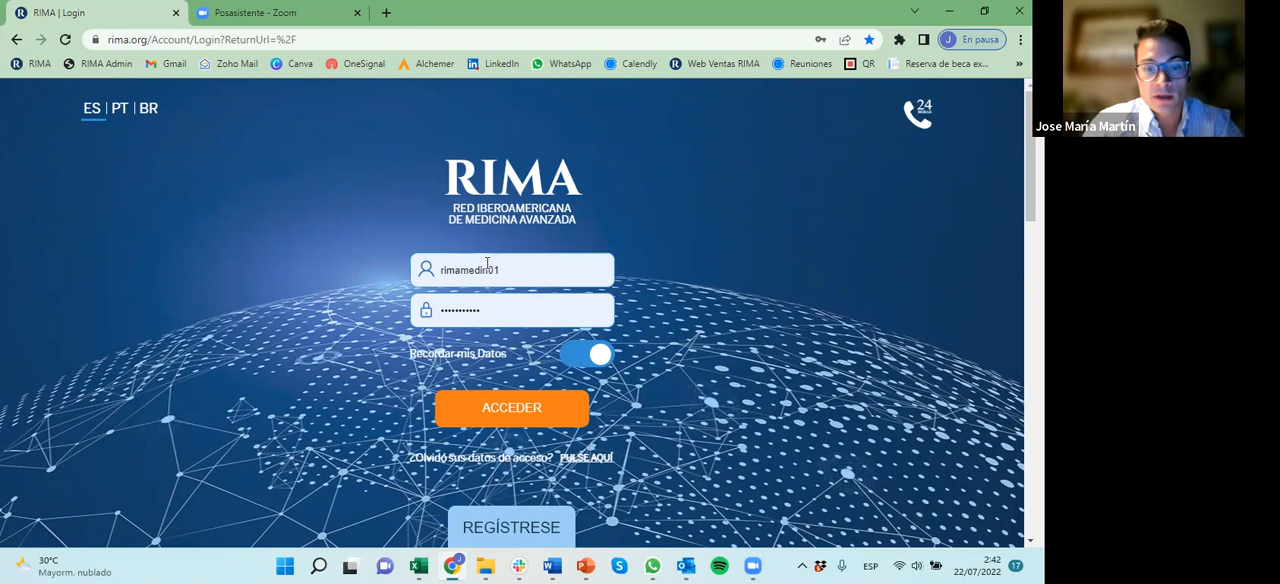 RIMA | Login
Posasistente - Zoom
rima.org/Account/Login?ReturnUrl=%2F
J En pausa
RIMA
RIMA Admin
Gmail
Zoho Mail
Canva
OneSignal
Alchemer
LinkedIn
WhatsApp
Calendly
Web Ventas RIMA
Reuniones
QR
Reserva de beca ex...
»
Jose María Martín
ES | PT | BR
24
HORAS
RIMA
RED IBEROAMERICANA
DE MEDICINA AVANZADA
rimamedin01
•••••••••••
Recordar mis Datos
ACCEDER
¿Olvidó sus datos de acceso? PULSE AQUÍ
REGÍSTRESE
30°C
Mayorm. nublado
ESP
2:42
22/07/2022
17